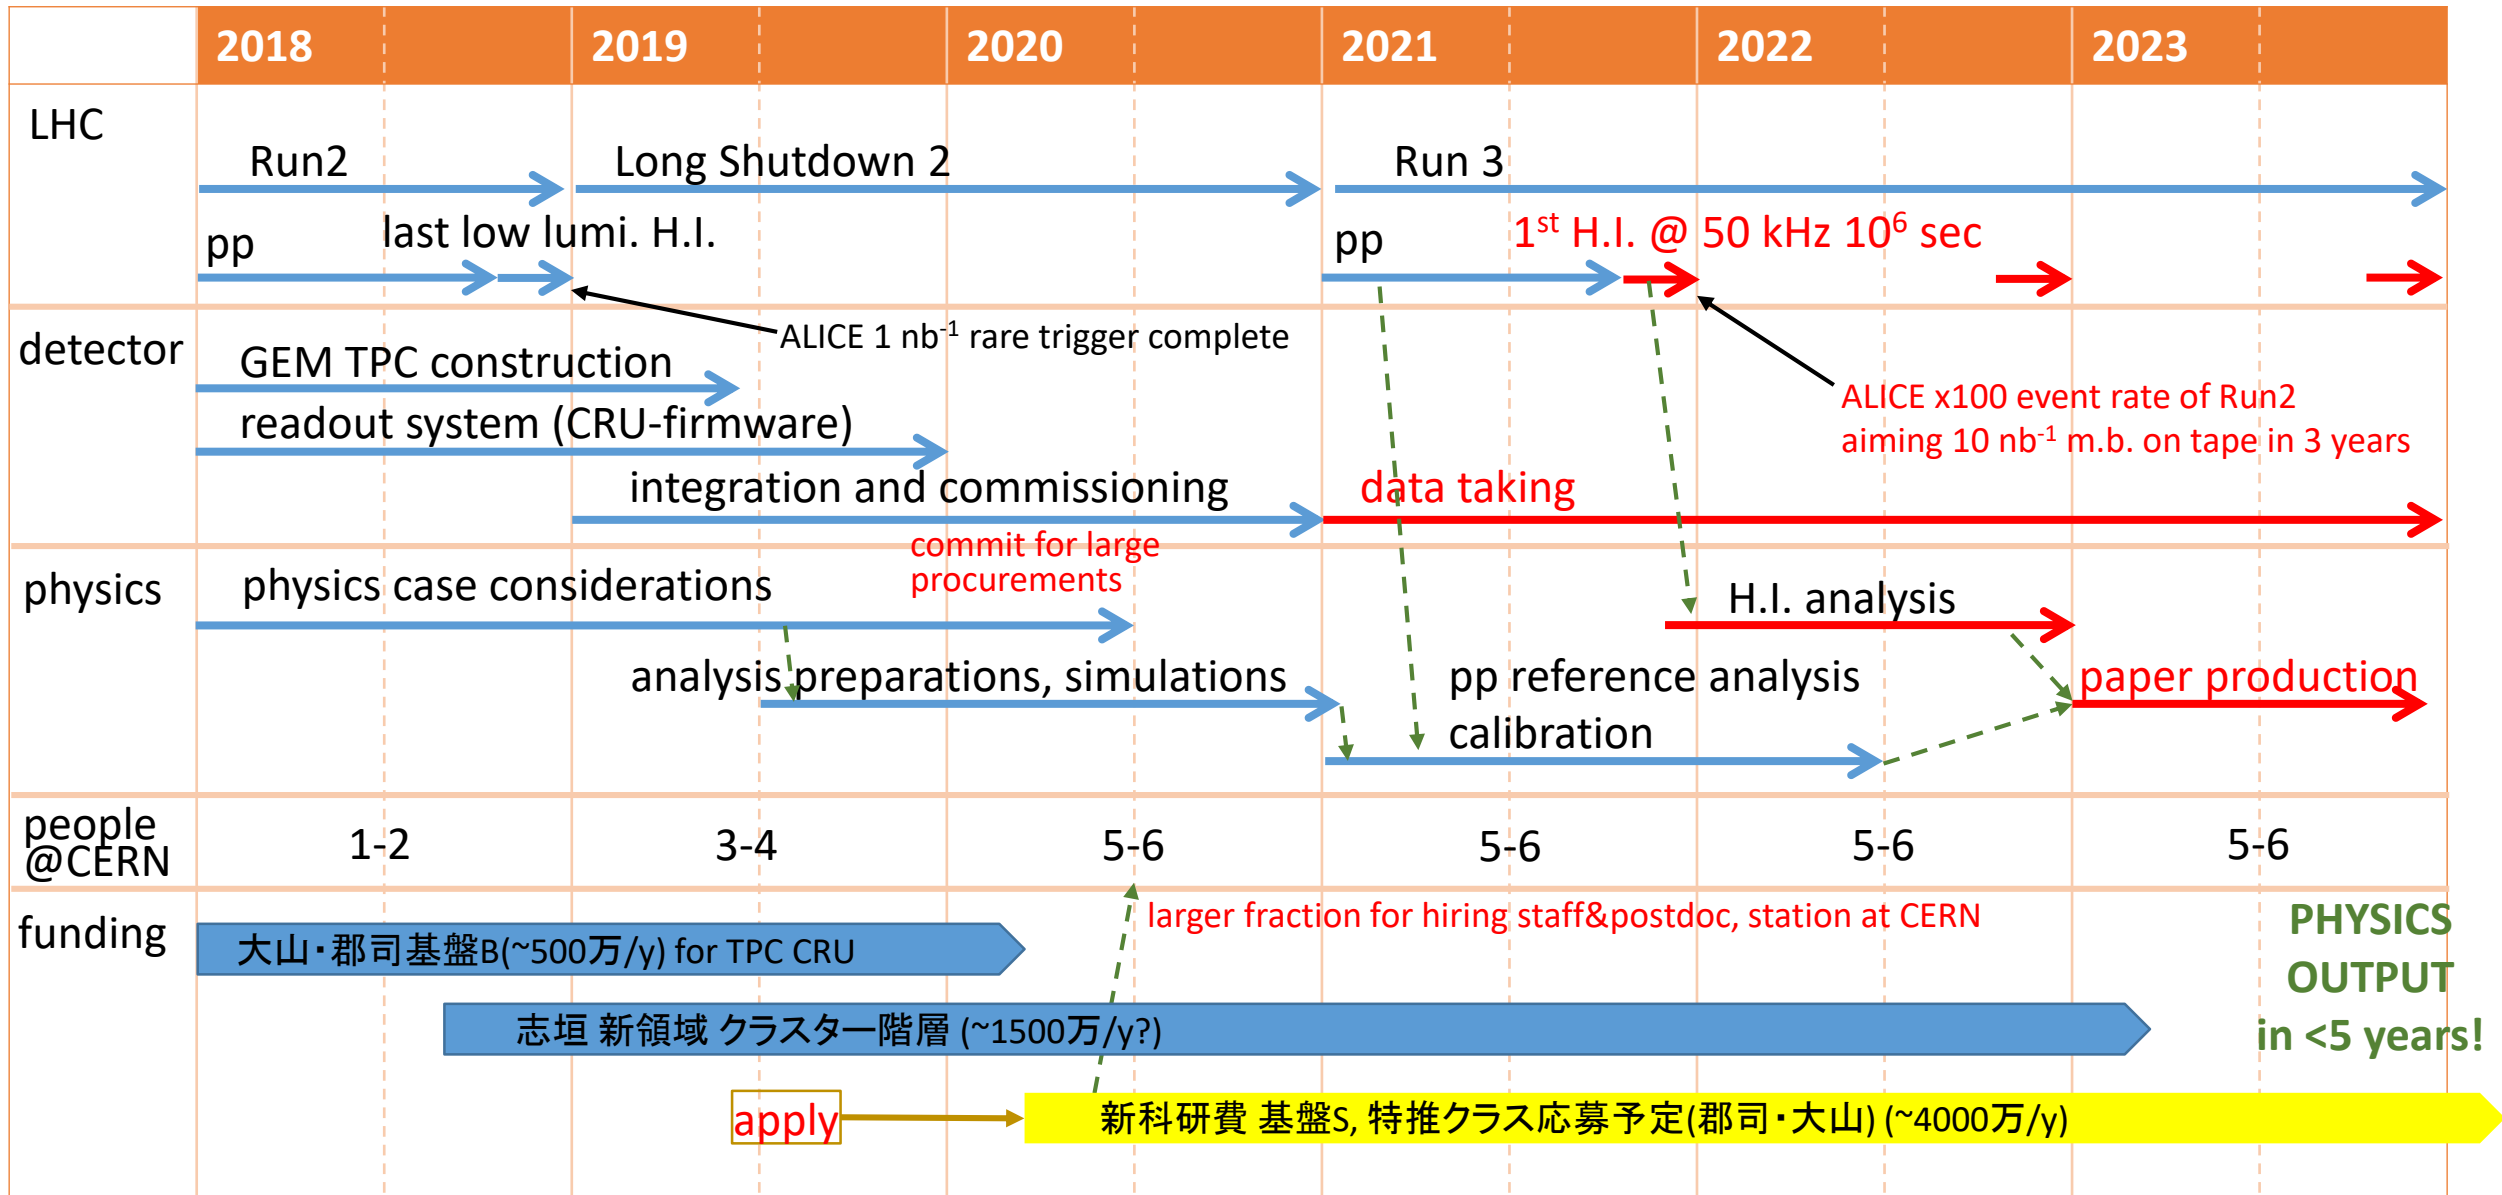 2018 2019 2020 2021 2022 2023
LHC
Run2 Long Shutdown 2 Run 3
pp last low lumi. H.I. pp 1st H.I. @ 50 kHz 10⁶ sec
ALICE 1 nb⁻¹ rare trigger complete
detector
GEM TPC construction
ALICE x100 event rate of Run2
aiming 10 nb⁻¹ m.b. on tape in 3 years
readout system (CRU-firmware)
integration and commissioning data taking
commit for large
procurements
physics
physics case considerations H.I. analysis
analysis preparations, simulations pp reference analysis paper production
calibration
people
@CERN
1-2 3-4 5-6 5-6 5-6 5-6
funding
larger fraction for hiring staff&postdoc, station at CERN
大山・郡司基盤B(~500万/y) for TPC CRU
志垣 新領域 クラスター階層 (~1500万/y?)
PHYSICS
OUTPUT
in <5 years!
apply
新科研費 基盤S, 特推クラス応募予定(郡司・大山) (~4000万/y)